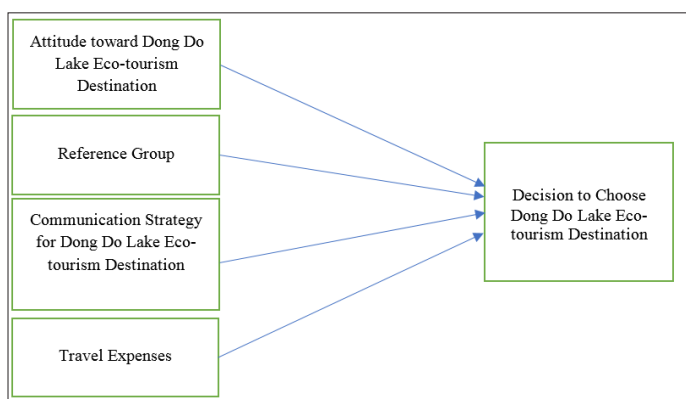 Attitude toward Dong Do
Lake Eco-tourism
Destination
Reference Group
Communication Strategy
for Dong Do Lake Eco-
tourism Destination
Travel Expenses
Decision to Choose
Dong Do Lake Eco-
tourism Destination